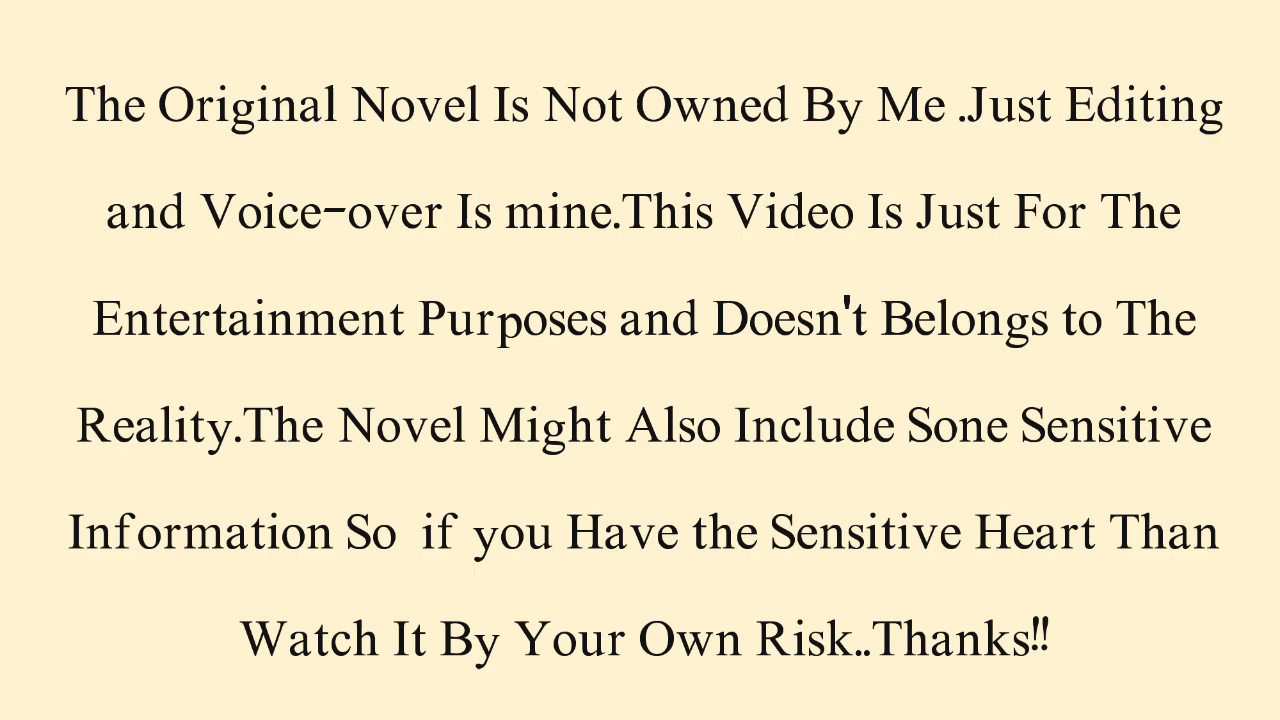 The Original Novel Is Not Owned By Me .Just Editing
and Voice-over Is mine.This Video Is Just For The
Entertainment Purposes and Doesn't Belongs to The
Reality.The Novel Might Also Include Sone Sensitive
Information So  if you Have the Sensitive Heart Than
Watch It By Your Own Risk..Thanks!!